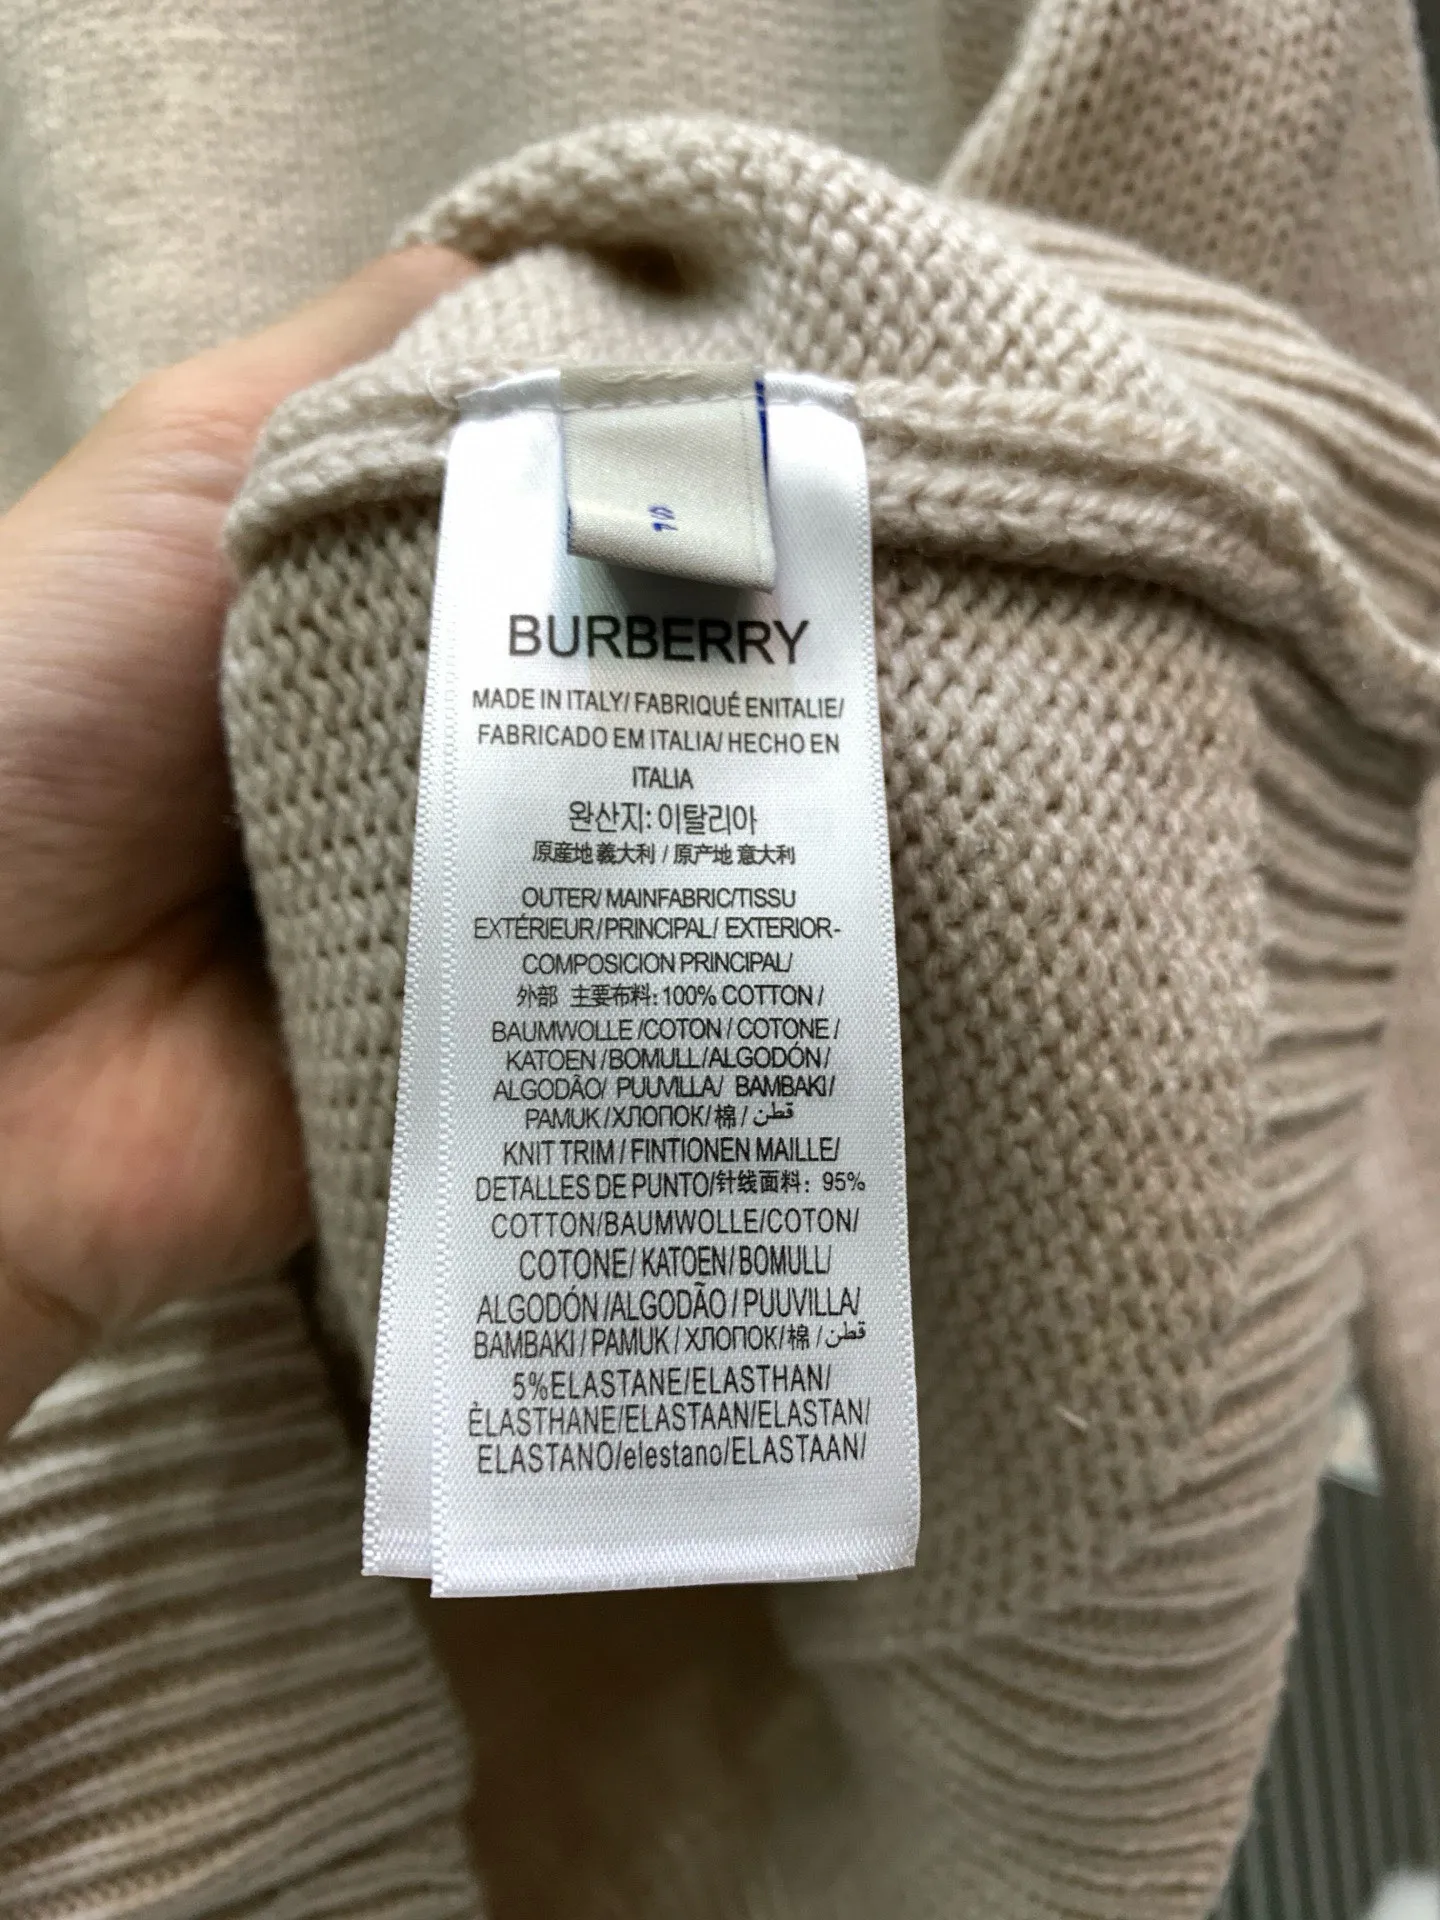 BURBERRY
MADE IN ITALY/ FABRIQUÉ ENITALIE/
FABRICADO EM ITALIA/ HECHO EN
ITALIA
완산지: 이탈리아
原産地 義大利 / 原产地 意大利
OUTER/ MAINFABRIC/TISSU
EXTÉRIEUR/PRINCIPAL/ EXTERIOR-
COMPOSICION PRINCIPAL/
外部 主要布料: 100% COTTON /
BAUMWOLLE /COTON / COTONE /
KATOEN /BOMULL/ALGODÓN /
ALGODÃO/ PUUVILLA/ BAMBAKI/
PAMUK /ХЛОПОК/ 棉 / قطن
KNIT TRIM / FINTIONEN MAILLE/
DETALLES DE PUNTO/针线面料: 95%
COTTON/BAUMWOLLE/COTON/
COTONE/ KATOEN/ BOMULL/
ALGODÓN /ALGODÃO / PUUVILLA/
BAMBAKI / PAMUK / ХЛОПОК/ 棉 / قطن
5%ELASTANE/ELASTHAN/
ÈLASTHANE/ELASTAAN/ELASTAN/
ELASTANO/elestano/ELASTAAN/